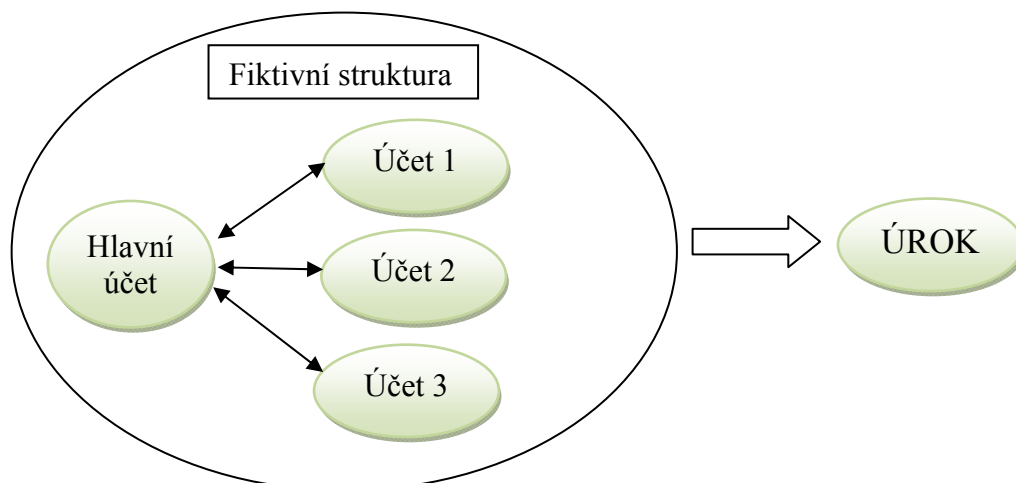 Fiktivní struktura
Účet 1
Hlavní
účet
Účet 2
Účet 3
ÚROK